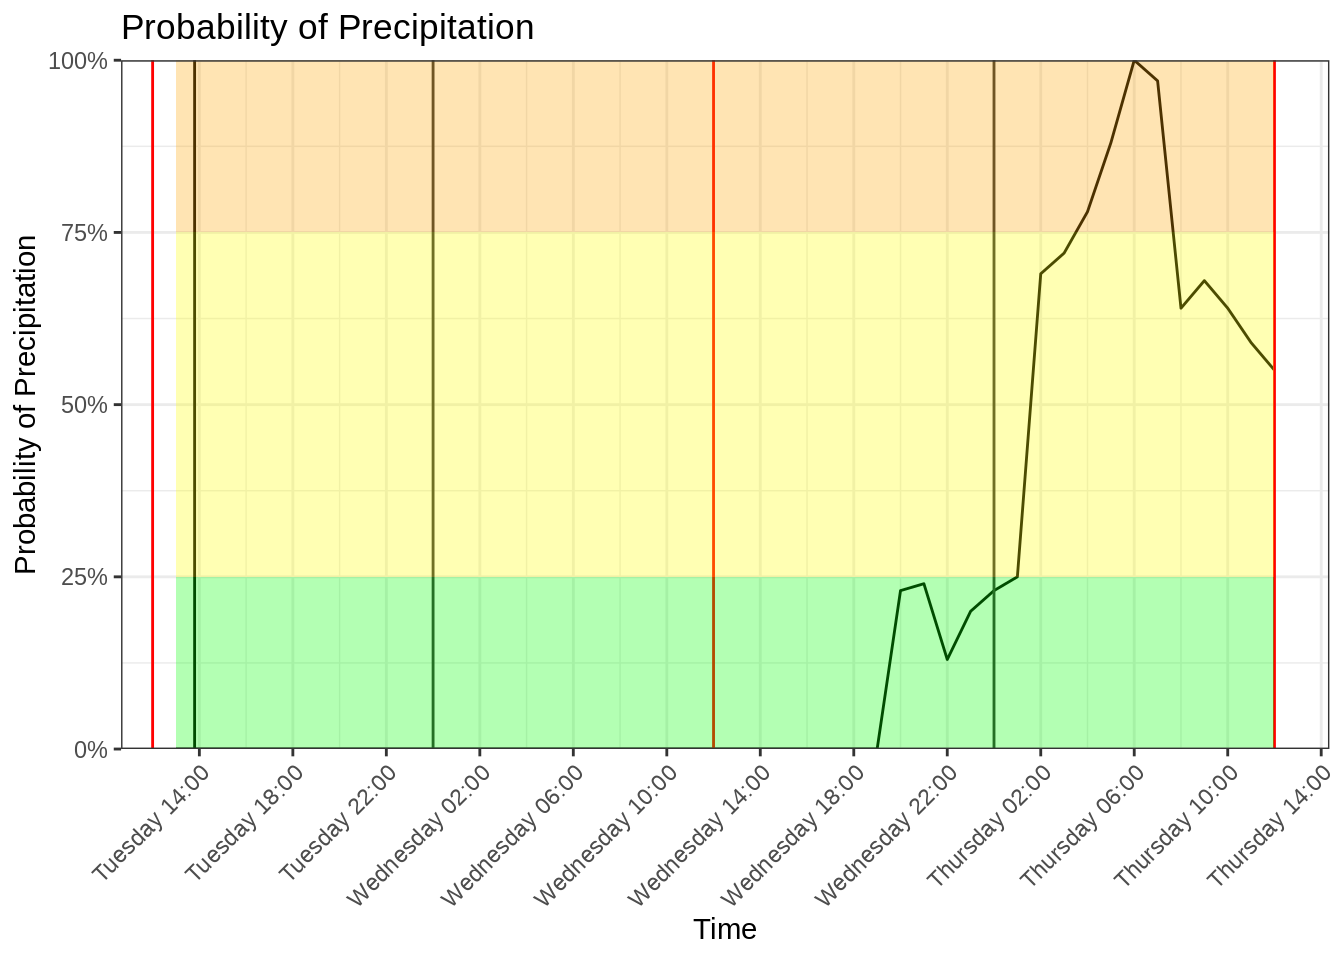 Probability of Precipitation
100%
75%
50%
25%
0%
Probability of Precipitation
Tuesday 14:00
Tuesday 18:00
Tuesday 22:00
Wednesday 02:00
Wednesday 06:00
Wednesday 10:00
Wednesday 14:00
Wednesday 18:00
Wednesday 22:00
Thursday 02:00
Thursday 06:00
Thursday 10:00
Thursday 14:00
Time